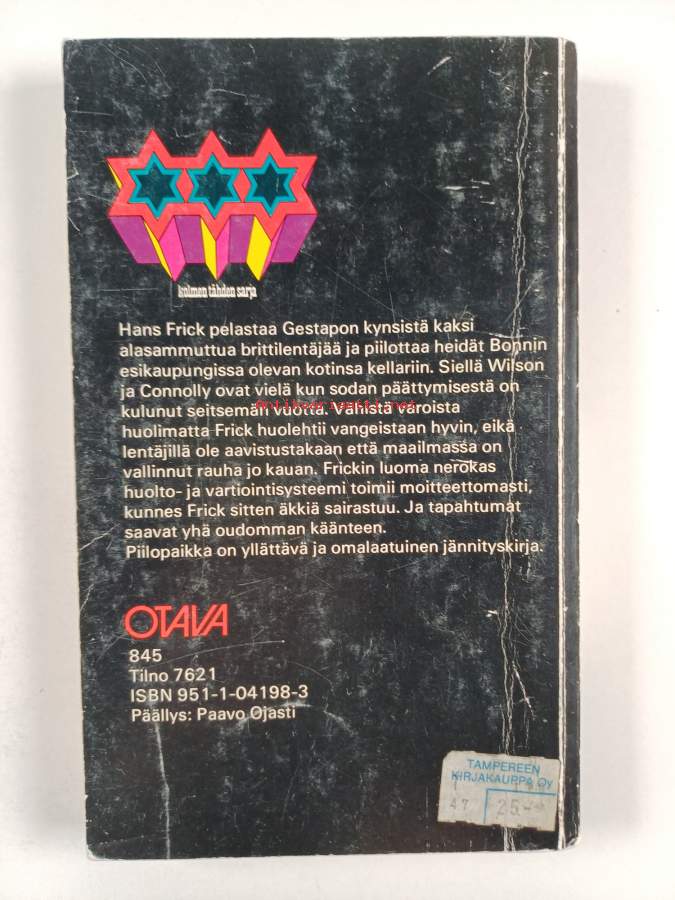 kolmen tähden sarja
Hans Frick pelastaa Gestapon kynsistä kaksi
alasammuttua brittilentäjää ja piilottaa heidät Bonnin
esikaupungissa olevan kotinsa kellariin. Siellä Wilson
ja Connolly ovat vielä kun sodan päättymisestä on
kulunut seitsemän vuotta. Vaihista varoista
huolimatta Frick huolehtii vangeistaan hyvin, eikä
lentäjillä ole aavistustakaan että maailmassa on
vallinnut rauha jo kauan. Frickin luoma nerokas
huolto- ja vartiointisysteemi toimii moitteettomasti,
kunnes Frick sitten äkkiä sairastuu. Ja tapahtumat
saavat yhä oudomman käänteen.
Piilopaikka on yllättävä ja omalaatuinen jännityskirja.
OTAVA
845
Tilno 7621
ISBN 951-1-04198-3
Päällys: Paavo Ojasti
TAMPEREEN
KIRJAKAUPPA Oy
47 25.-